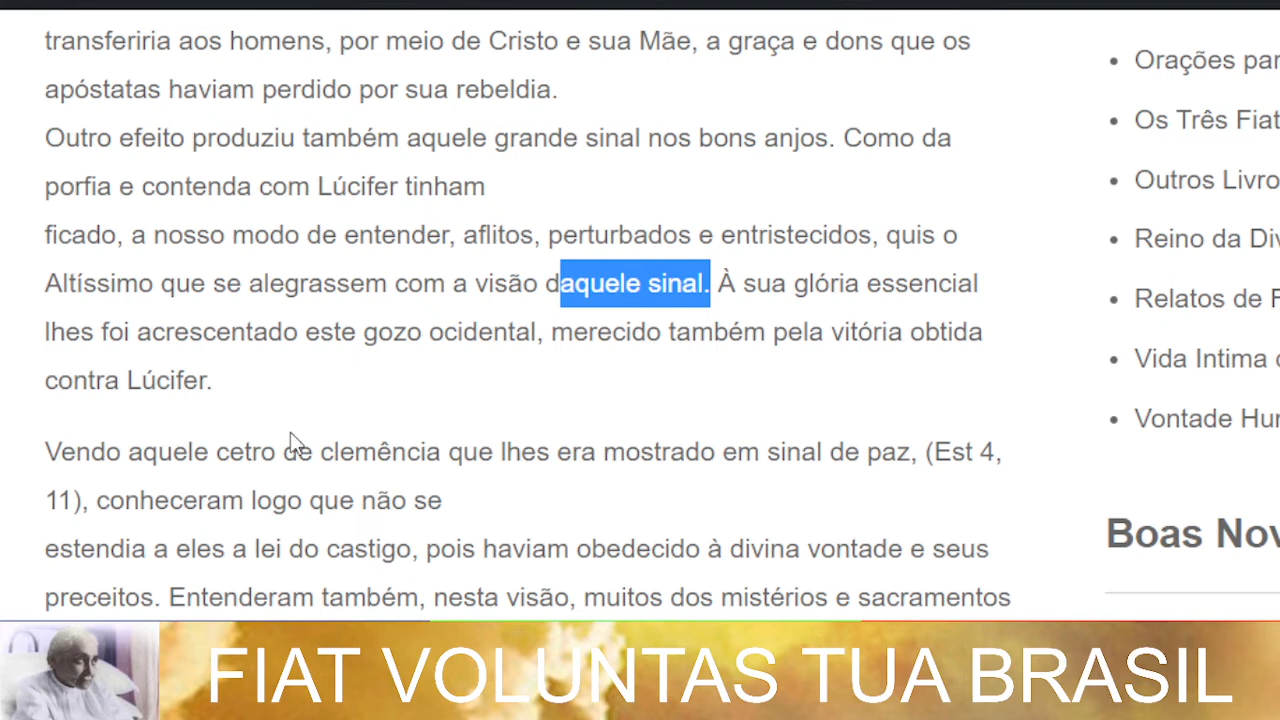 transferiria aos homens, por meio de Cristo e sua Mãe, a graça e dons que os
apóstatas haviam perdido por sua rebeldia.
Outro efeito produziu também aquele grande sinal nos bons anjos. Como da
porfia e contenda com Lúcifer tinham
ficado, a nosso modo de entender, aflitos, perturbados e entristecidos, quis o
Altíssimo que se alegrassem com a visão daquele sinal. À sua glória essencial
lhes foi acrescentado este gozo ocidental, merecido também pela vitória obtida
contra Lúcifer.
Vendo aquele cetro de clemência que lhes era mostrado em sinal de paz, (Est 4,
11), conheceram logo que não se
estendia a eles a lei do castigo, pois haviam obedecido à divina vontade e seus
preceitos. Entenderam também, nesta visão, muitos dos mistérios e sacramentos
Orações par
Os Três Fiat
Outros Livro
Reino da Div
Relatos de F
Vida Intima
Vontade Hu
Boas Nov
FIAT VOLUNTAS TUA BRASIL